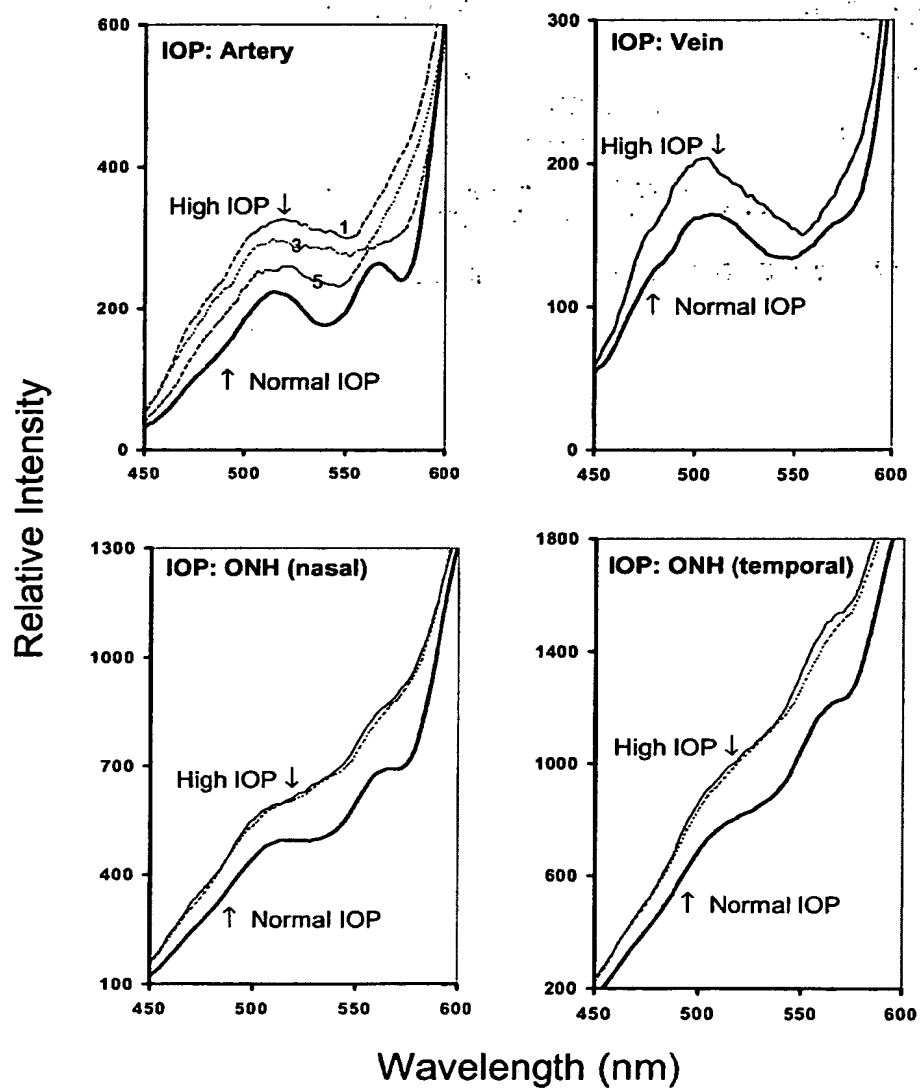 IOP: Artery
600
400
200
0
High IOP ↓
1
3
5
↑ Normal IOP
450 500 550 600
IOP: Vein
300
200
100
0
High IOP ↓
↑ Normal IOP
450 500 550 600
Relative Intensity
IOP: ONH (nasal)
1300
1000
700
400
100
High IOP ↓
↑ Normal IOP
450 500 550 600
IOP: ONH (temporal)
1800
1400
1000
600
200
High IOP ↓
↑ Normal IOP
450 500 550 600
Wavelength (nm)